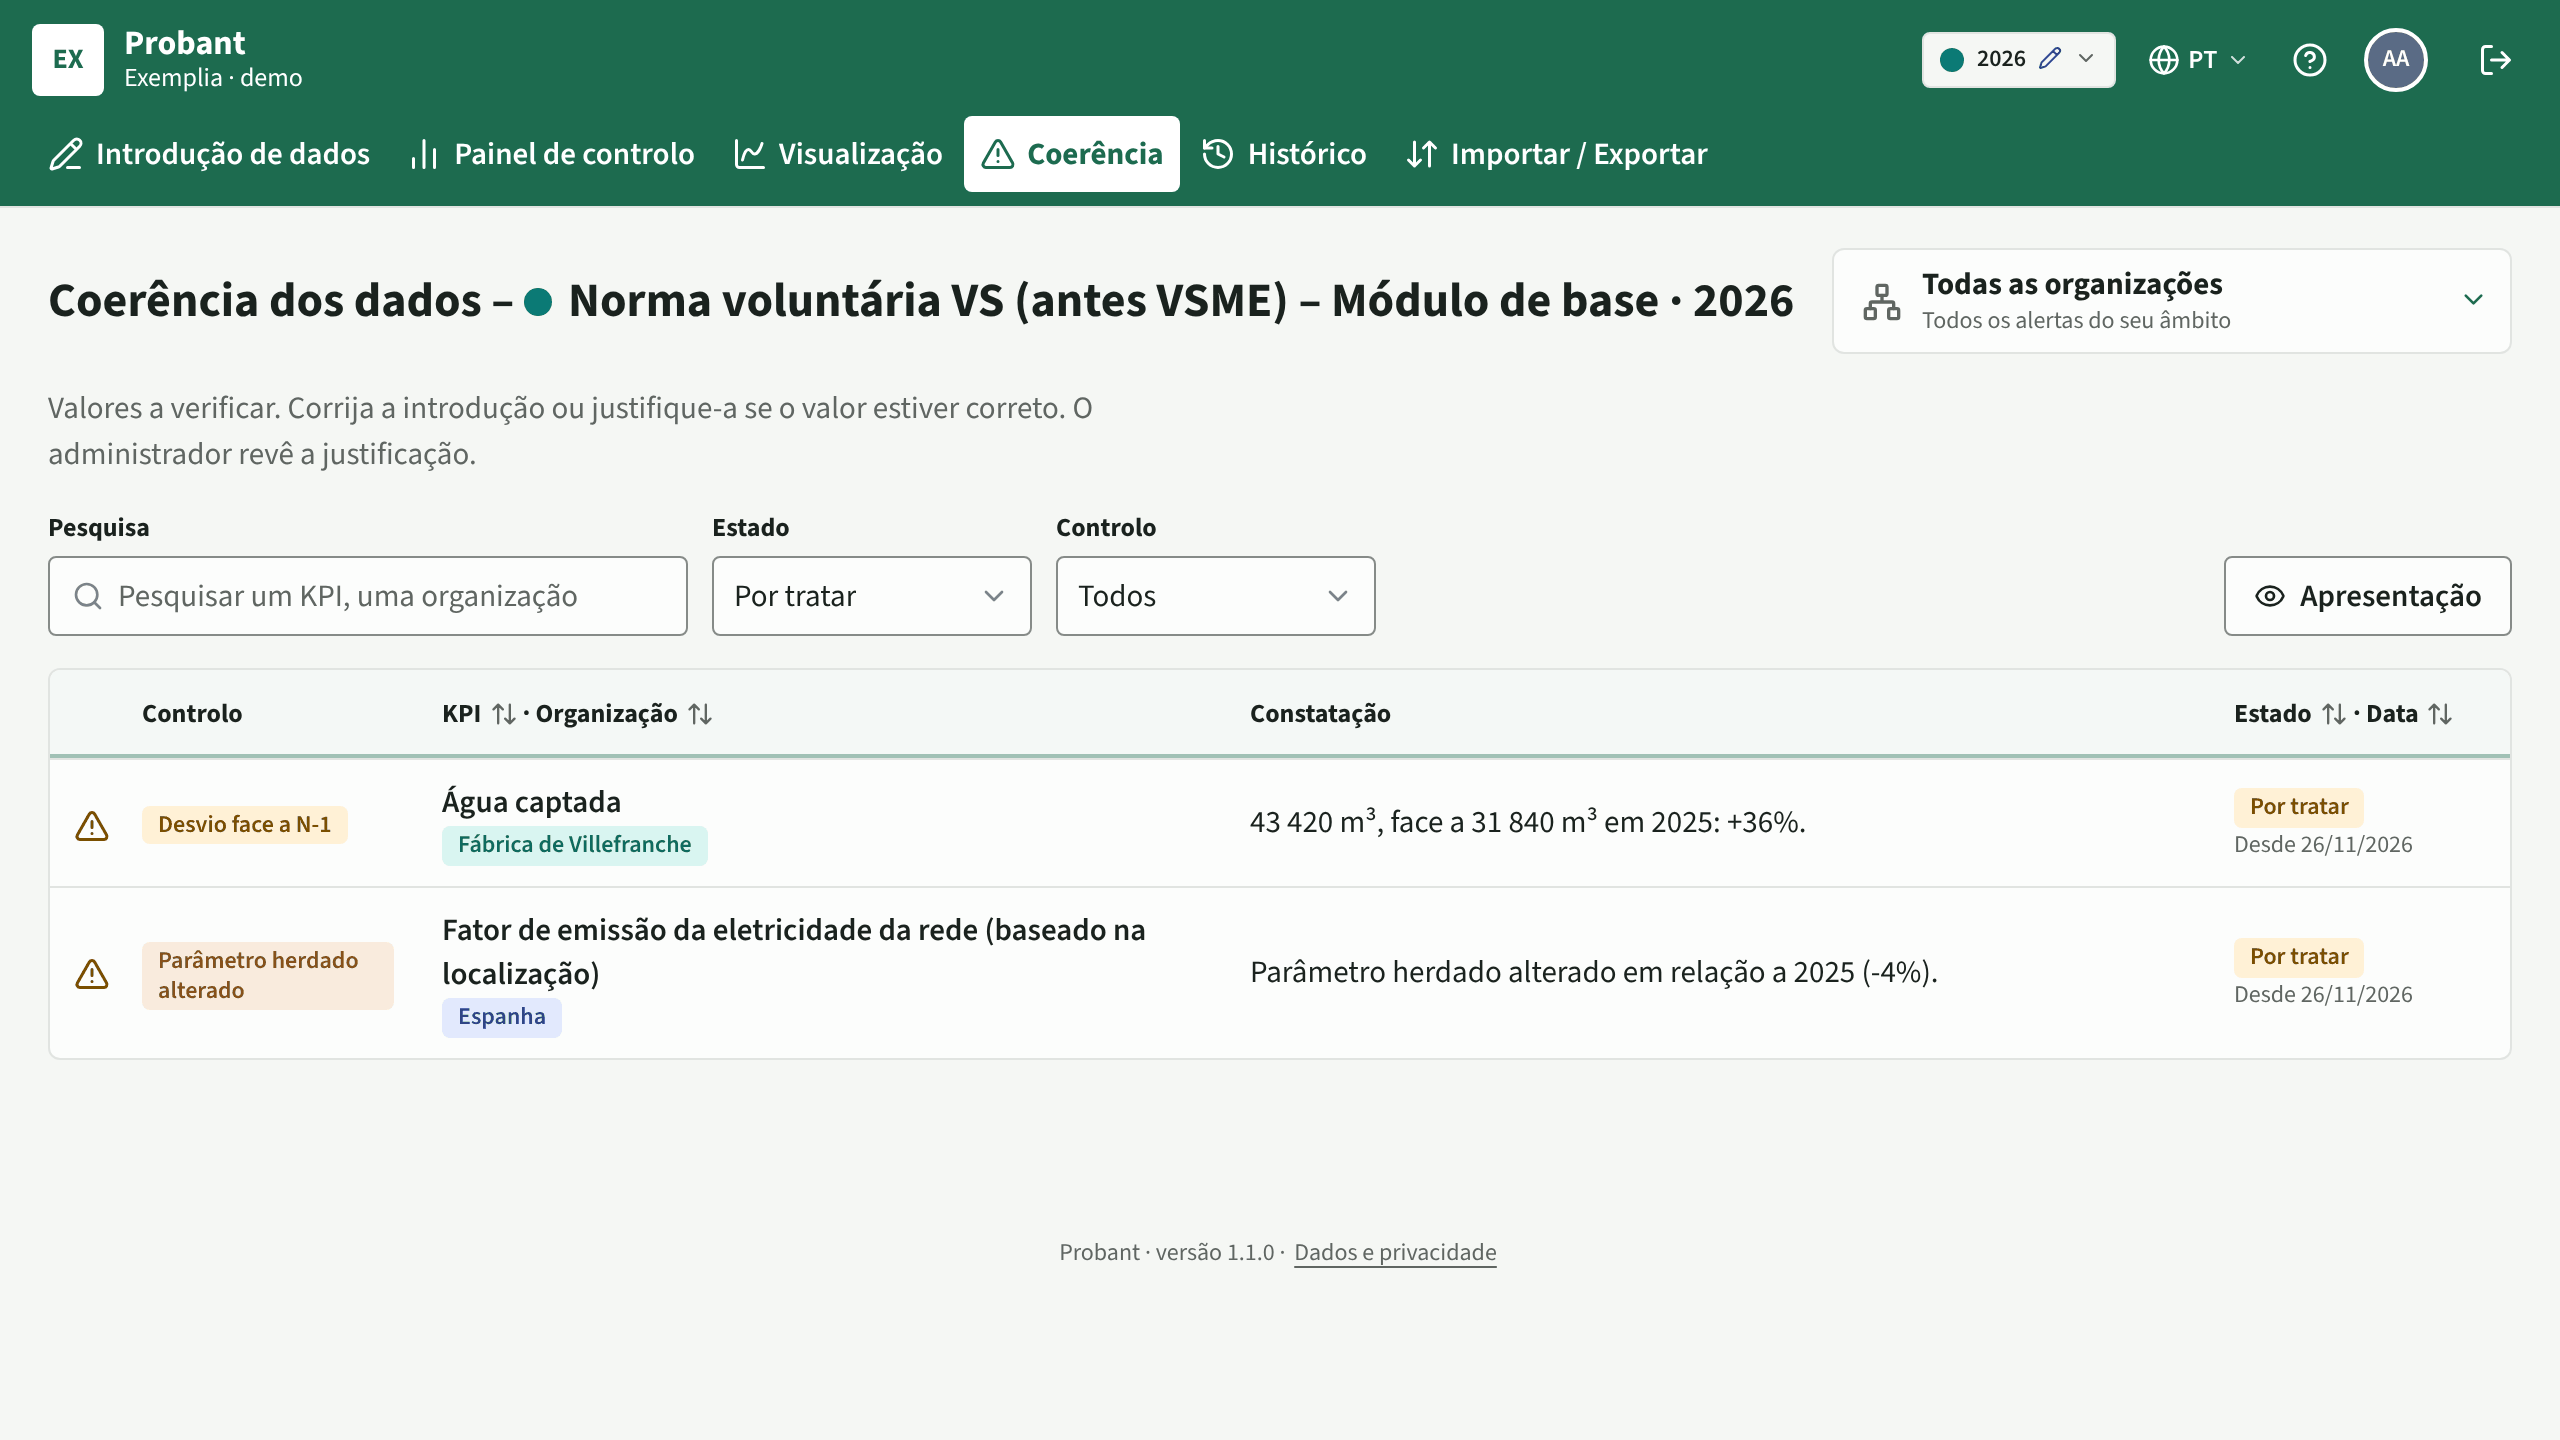 EX
Probant
Exemplia · demo
2026
PT
AA
Introdução de dados
Painel de controlo
Visualização
Coerência
Histórico
Importar / Exportar
Coerência dos dados – Norma voluntária VS (antes VSME) – Módulo de base · 2026
Todas as organizações
Todos os alertas do seu âmbito
Valores a verificar. Corrija a introdução ou justifique-a se o valor estiver correto. O
administrador revê a justificação.
Pesquisa
Estado
Controlo
Pesquisar um KPI, uma organização
Por tratar
Todos
Apresentação
Controlo
KPI · Organização
Constatação
Estado · Data
Desvio face a N-1
Água captada
Fábrica de Villefranche
43 420 m³, face a 31 840 m³ em 2025: +36%.
Por tratar
Desde 26/11/2026
Parâmetro herdado
alterado
Fator de emissão da eletricidade da rede (baseado na
localização)
Espanha
Parâmetro herdado alterado em relação a 2025 (-4%).
Por tratar
Desde 26/11/2026
Probant · versão 1.1.0 · Dados e privacidade